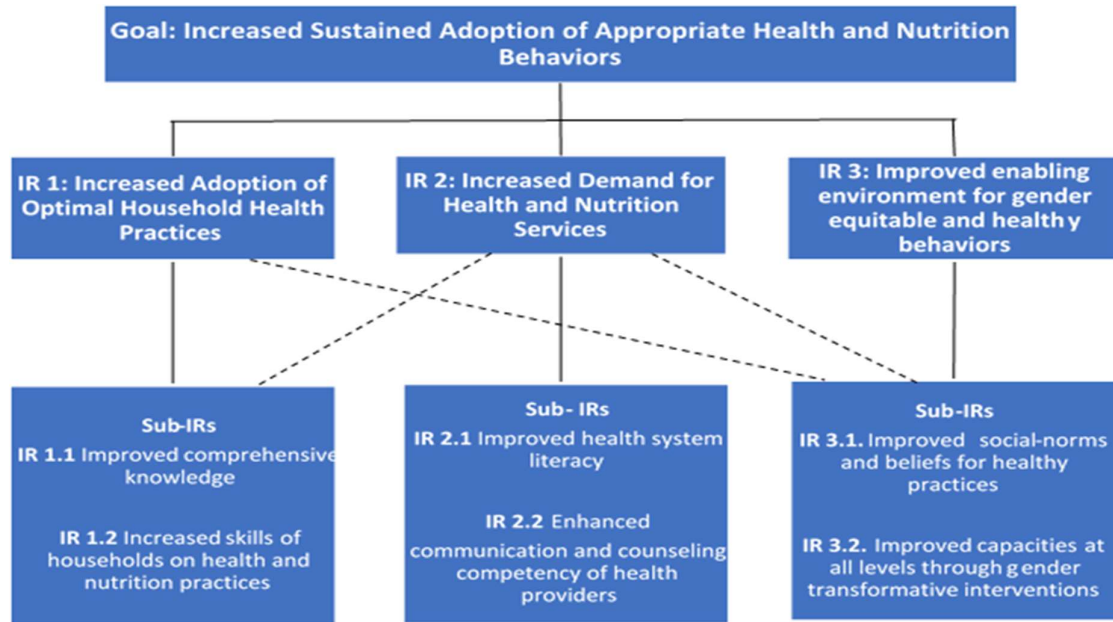 Goal: Increased Sustained Adoption of Appropriate Health and Nutrition
Behaviors
IR 1: Increased Adoption of
Optimal Household Health
Practices
IR 2: Increased Demand for
Health and Nutrition
Services
IR 3: Improved enabling
environment for gender
equitable and healthy
behaviors
Sub-IRs
IR 1.1 Improved comprehensive
knowledge
IR 1.2 Increased skills of
households on health and
nutrition practices
Sub- IRs
IR 2.1 Improved health system
literacy
IR 2.2 Enhanced
communication and counseling
competency of health
providers
Sub-IRs
IR 3.1. Improved social-norms
and beliefs for healthy
practices
IR 3.2. Improved capacities at
all levels through gender
transformative interventions